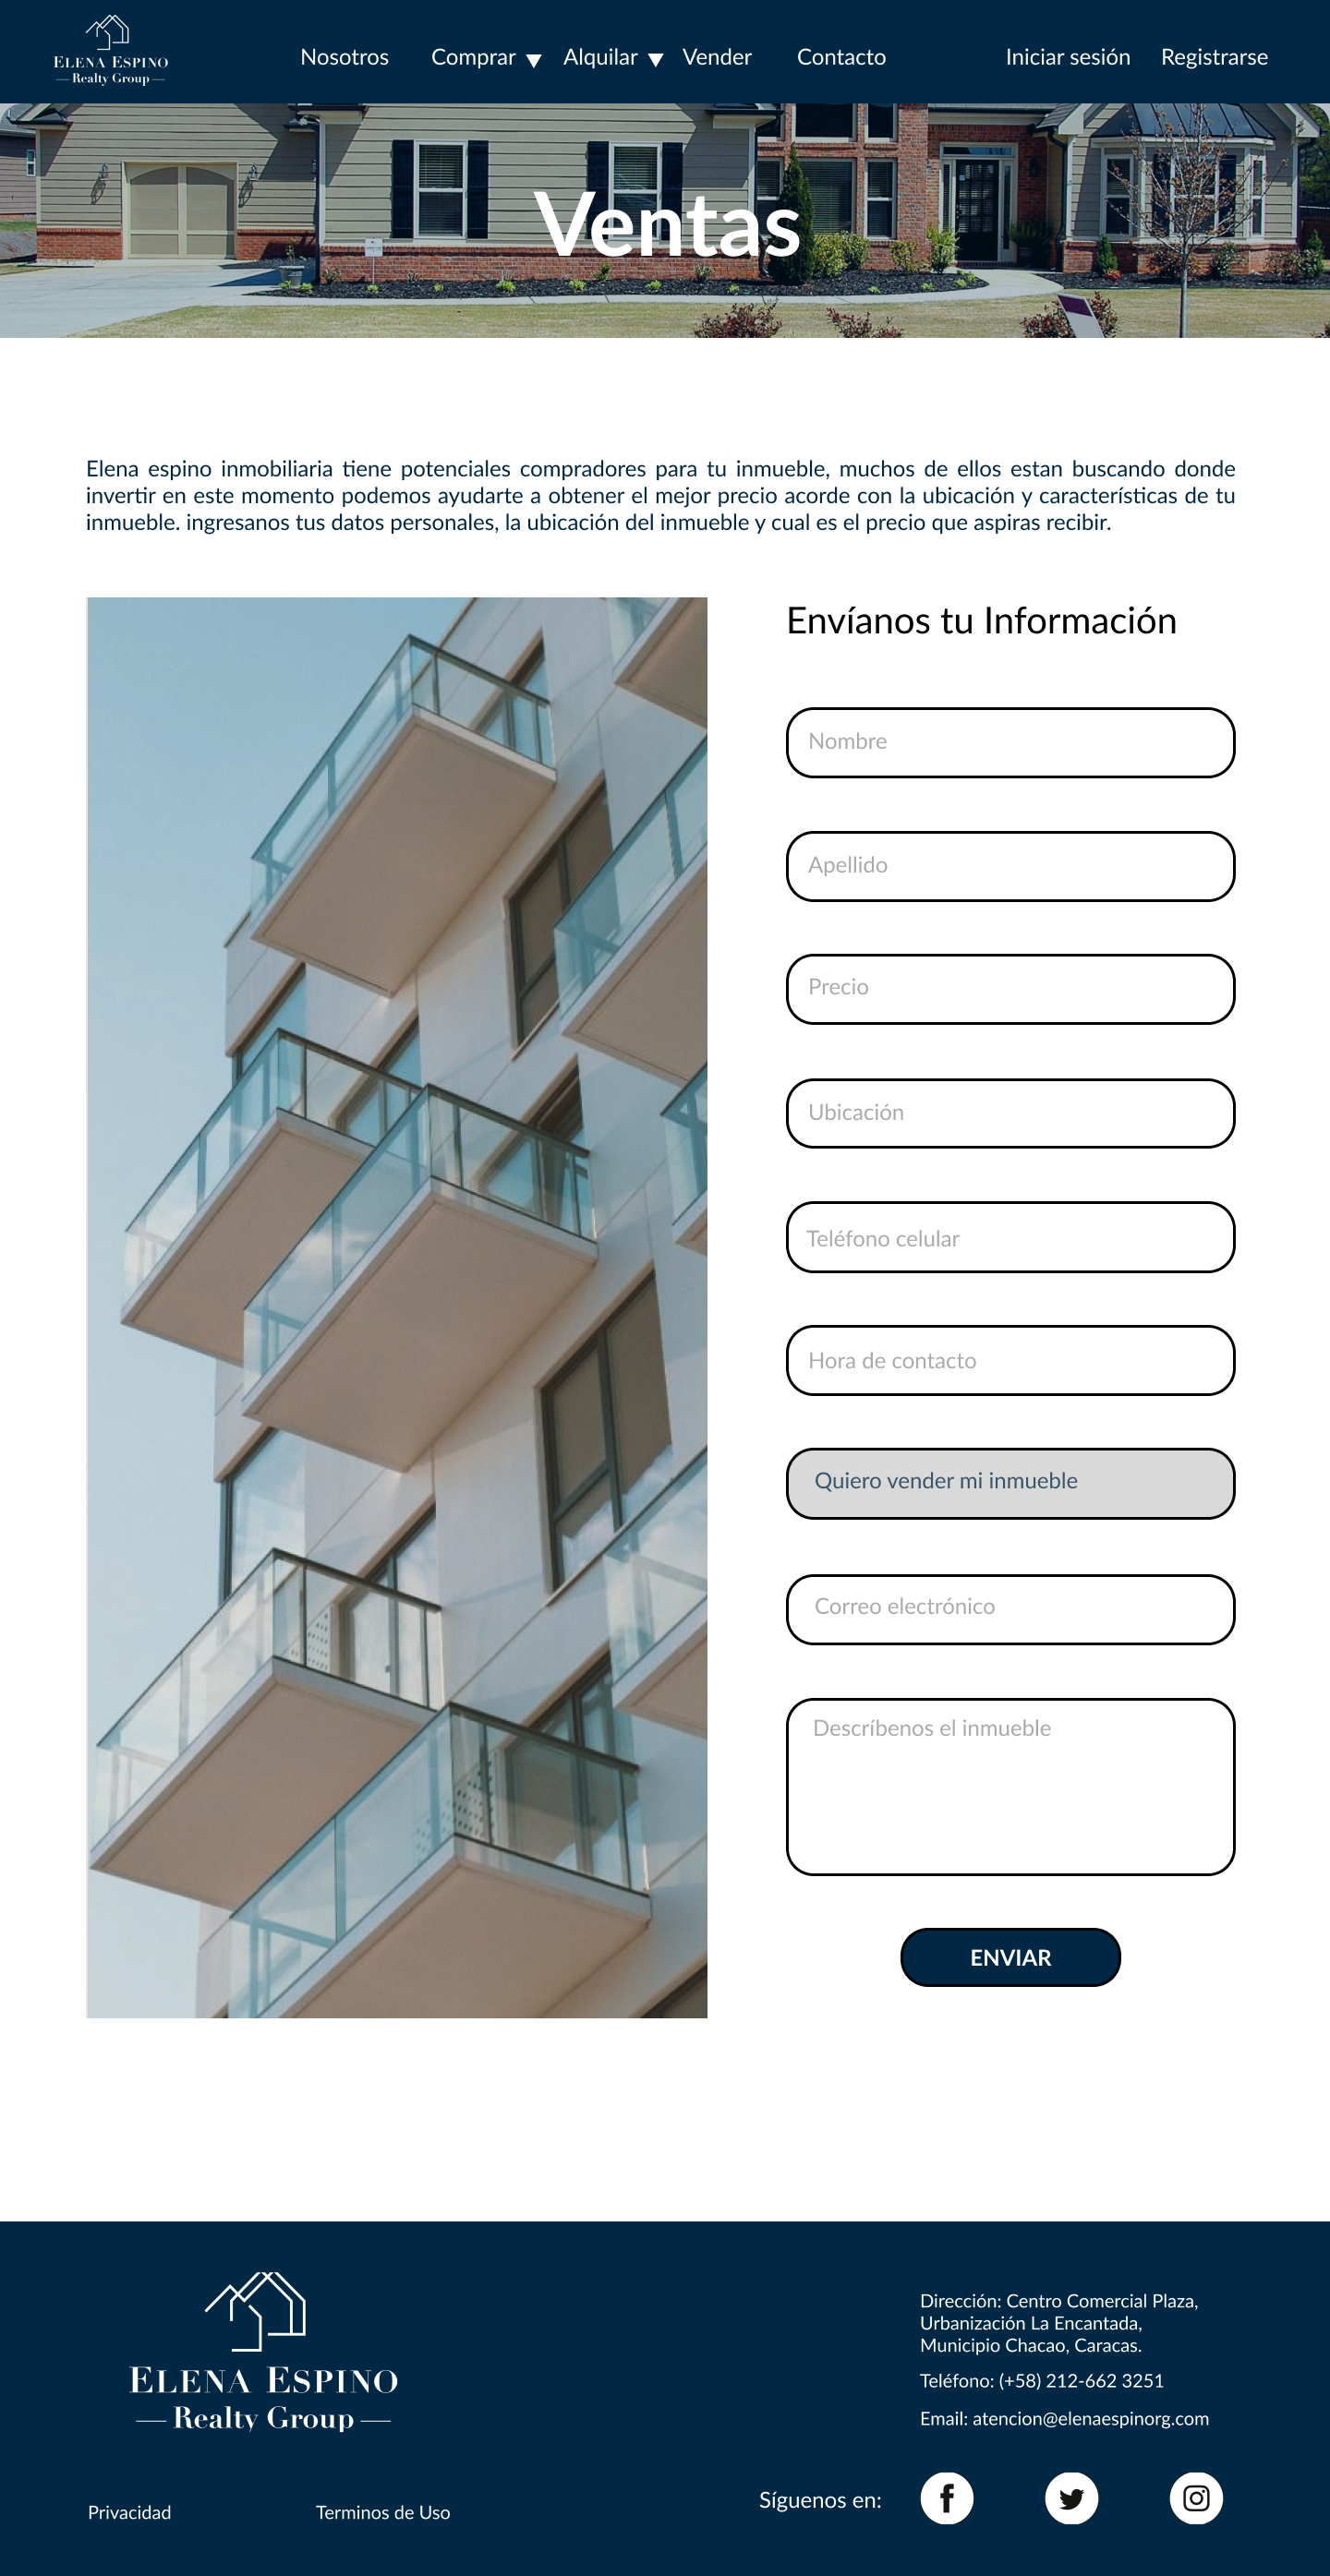 ELENA ESPINO
Realty Group
Nosotros
Comprar
Alquilar
Vender
Contacto
Iniciar sesión
Registrarse
Ventas
Elena espino inmobiliaria tiene potenciales compradores para tu inmueble, muchos de ellos estan buscando donde
invertir en este momento podemos ayudarte a obtener el mejor precio acorde con la ubicación y características de tu
inmueble. ingresanos tus datos personales, la ubicación del inmueble y cual es el precio que aspiras recibir.
Envíanos tu Información
Nombre
Apellido
Precio
Ubicación
Teléfono celular
Hora de contacto
Quiero vender mi inmueble
Correo electrónico
Descríbenos el inmueble
ENVIAR
ELENA ESPINO
Realty Group
Dirección: Centro Comercial Plaza,
Urbanización La Encantada,
Municipio Chacao, Caracas.
Teléfono: (+58) 212-662 3251
Email: atencion@elenaespinorg.com
Síguenos en:
Privacidad
Terminos de Uso